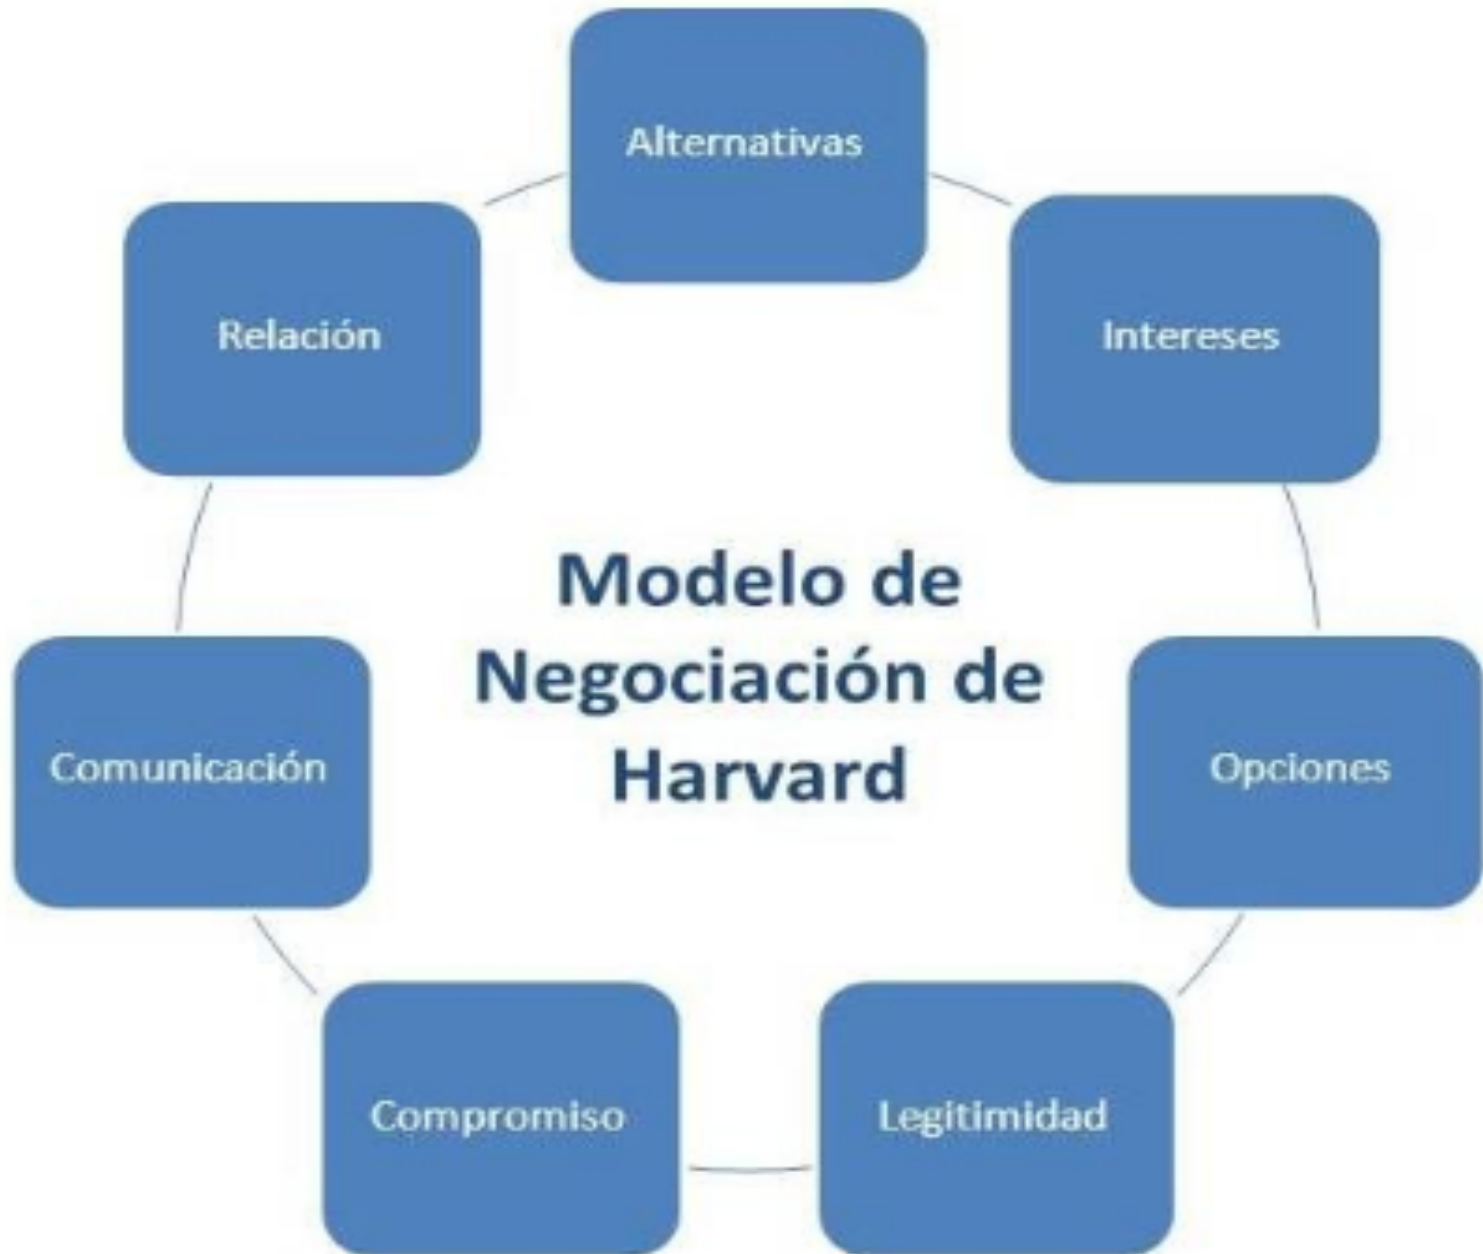 Alternativas
Intereses
Opciones
Legitimidad
Compromiso
Comunicación
Relación
Modelo de
Negociación de
Harvard